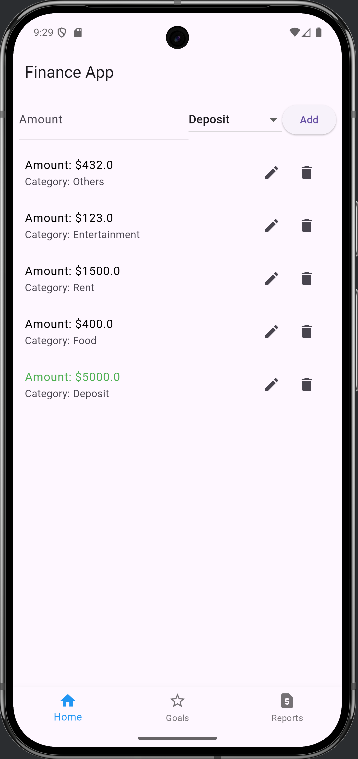 9:29
Finance App
Amount Deposit Add
Amount: $432.0
Category: Others
Amount: $123.0
Category: Entertainment
Amount: $1500.0
Category: Rent
Amount: $400.0
Category: Food
Amount: $5000.0
Category: Deposit
Home Goals Reports